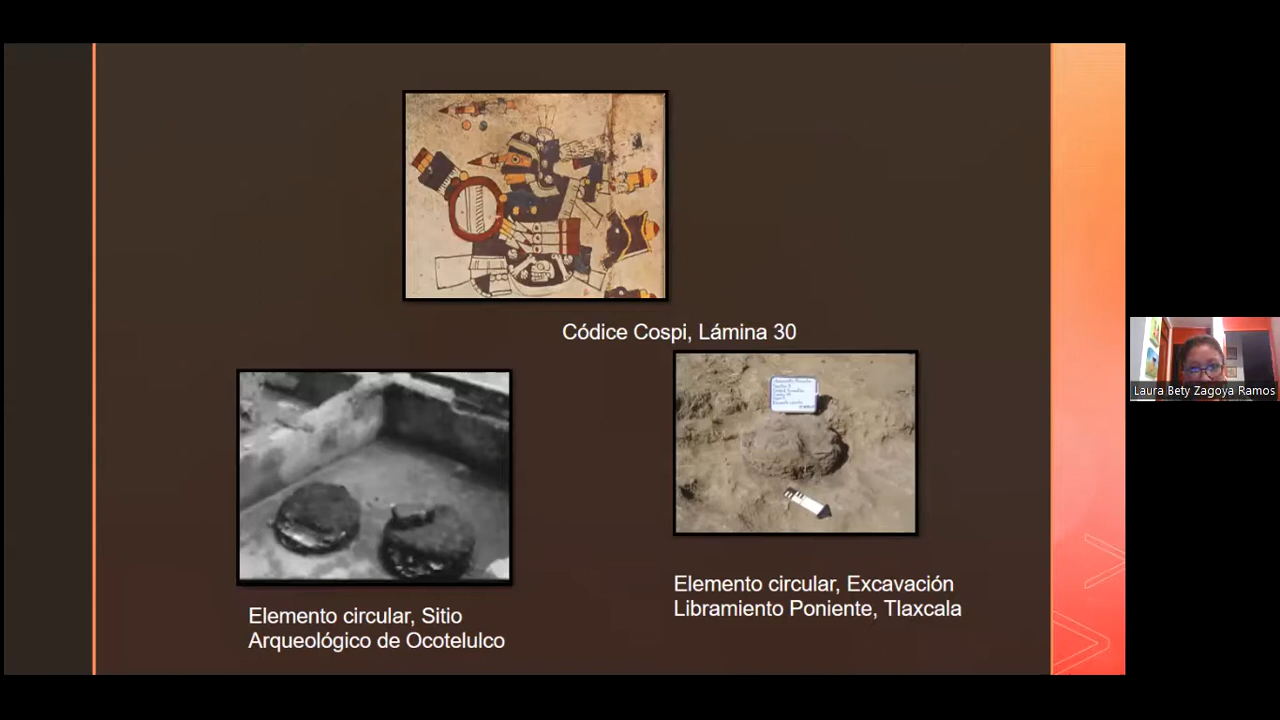 Códice Cospi, Lámina 30
Elemento circular, Sitio
Arqueológico de Ocotelulco
Elemento circular, Excavación
Libramiento Poniente, Tlaxcala
Laura Bety Zagoya Ramos